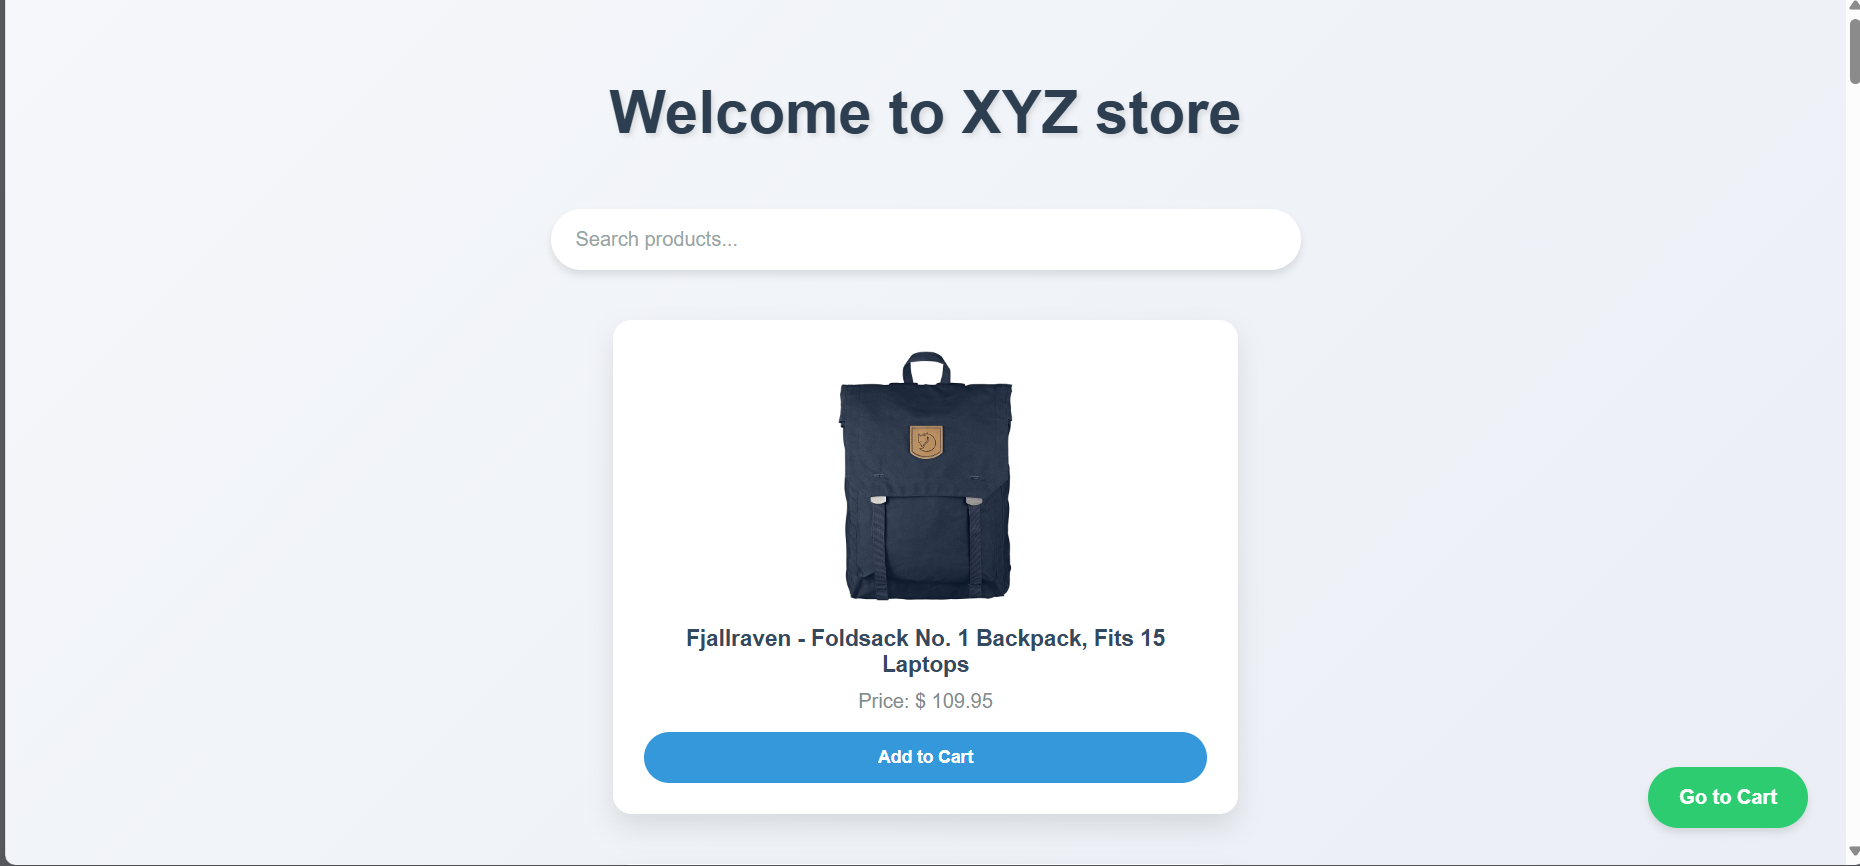 Welcome to XYZ store
Search products...
Fjallraven - Foldsack No. 1 Backpack, Fits 15
Laptops
Price: $ 109.95
Add to Cart
Go to Cart